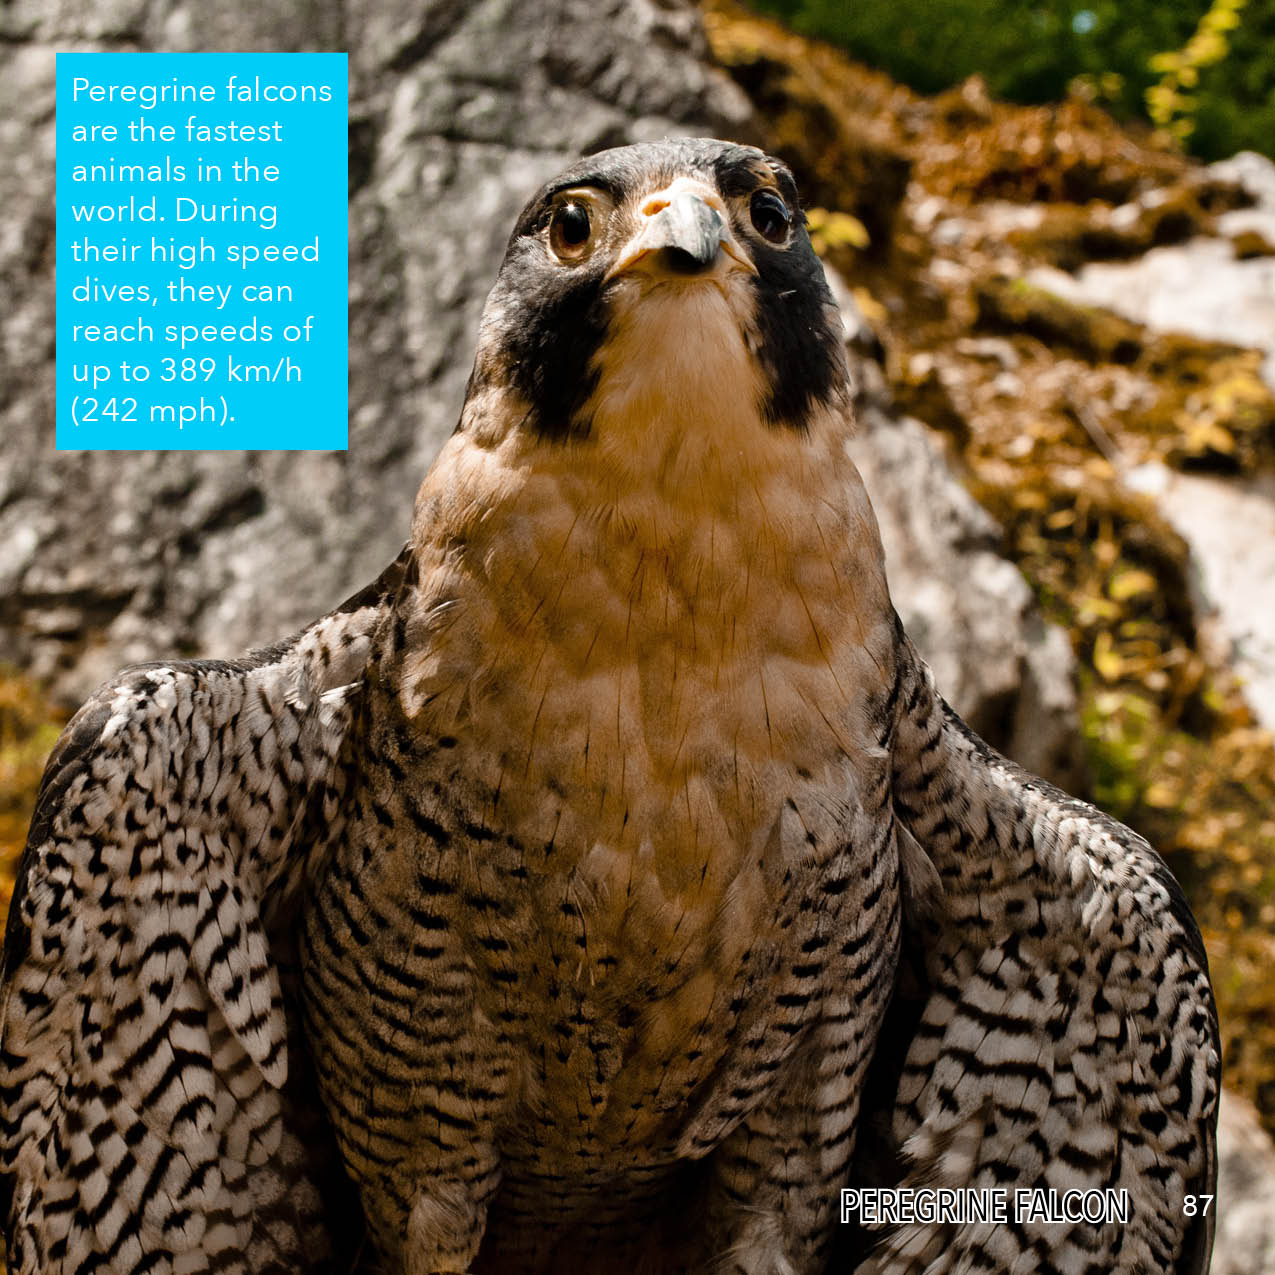 Peregrine falcons
are the fastest
animals in the
world. During
their high speed
dives, they can
reach speeds of
up to 389 km/h
(242 mph).
PEREGRINE FALCON 87